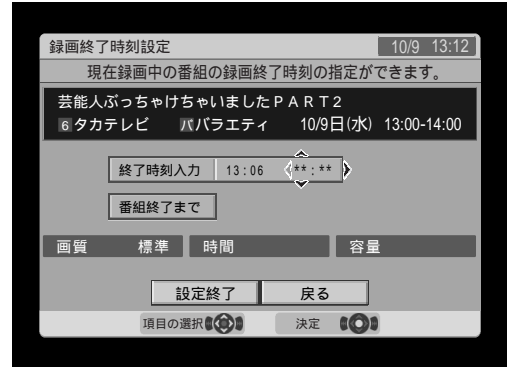 録画終了時刻設定 10/9 13:12
現在録画中の番組の録画終了時刻の指定ができます。
芸能人ぶっちゃけちゃいましたＰＡＲＴ２
6 タカテレビ バ バラエティ 10/9日(水) 13:00-14:00
終了時刻入力 13:06 **:**
番組終了まで
画質 標準 時間 容量
設定終了 戻る
項目の選択 決定